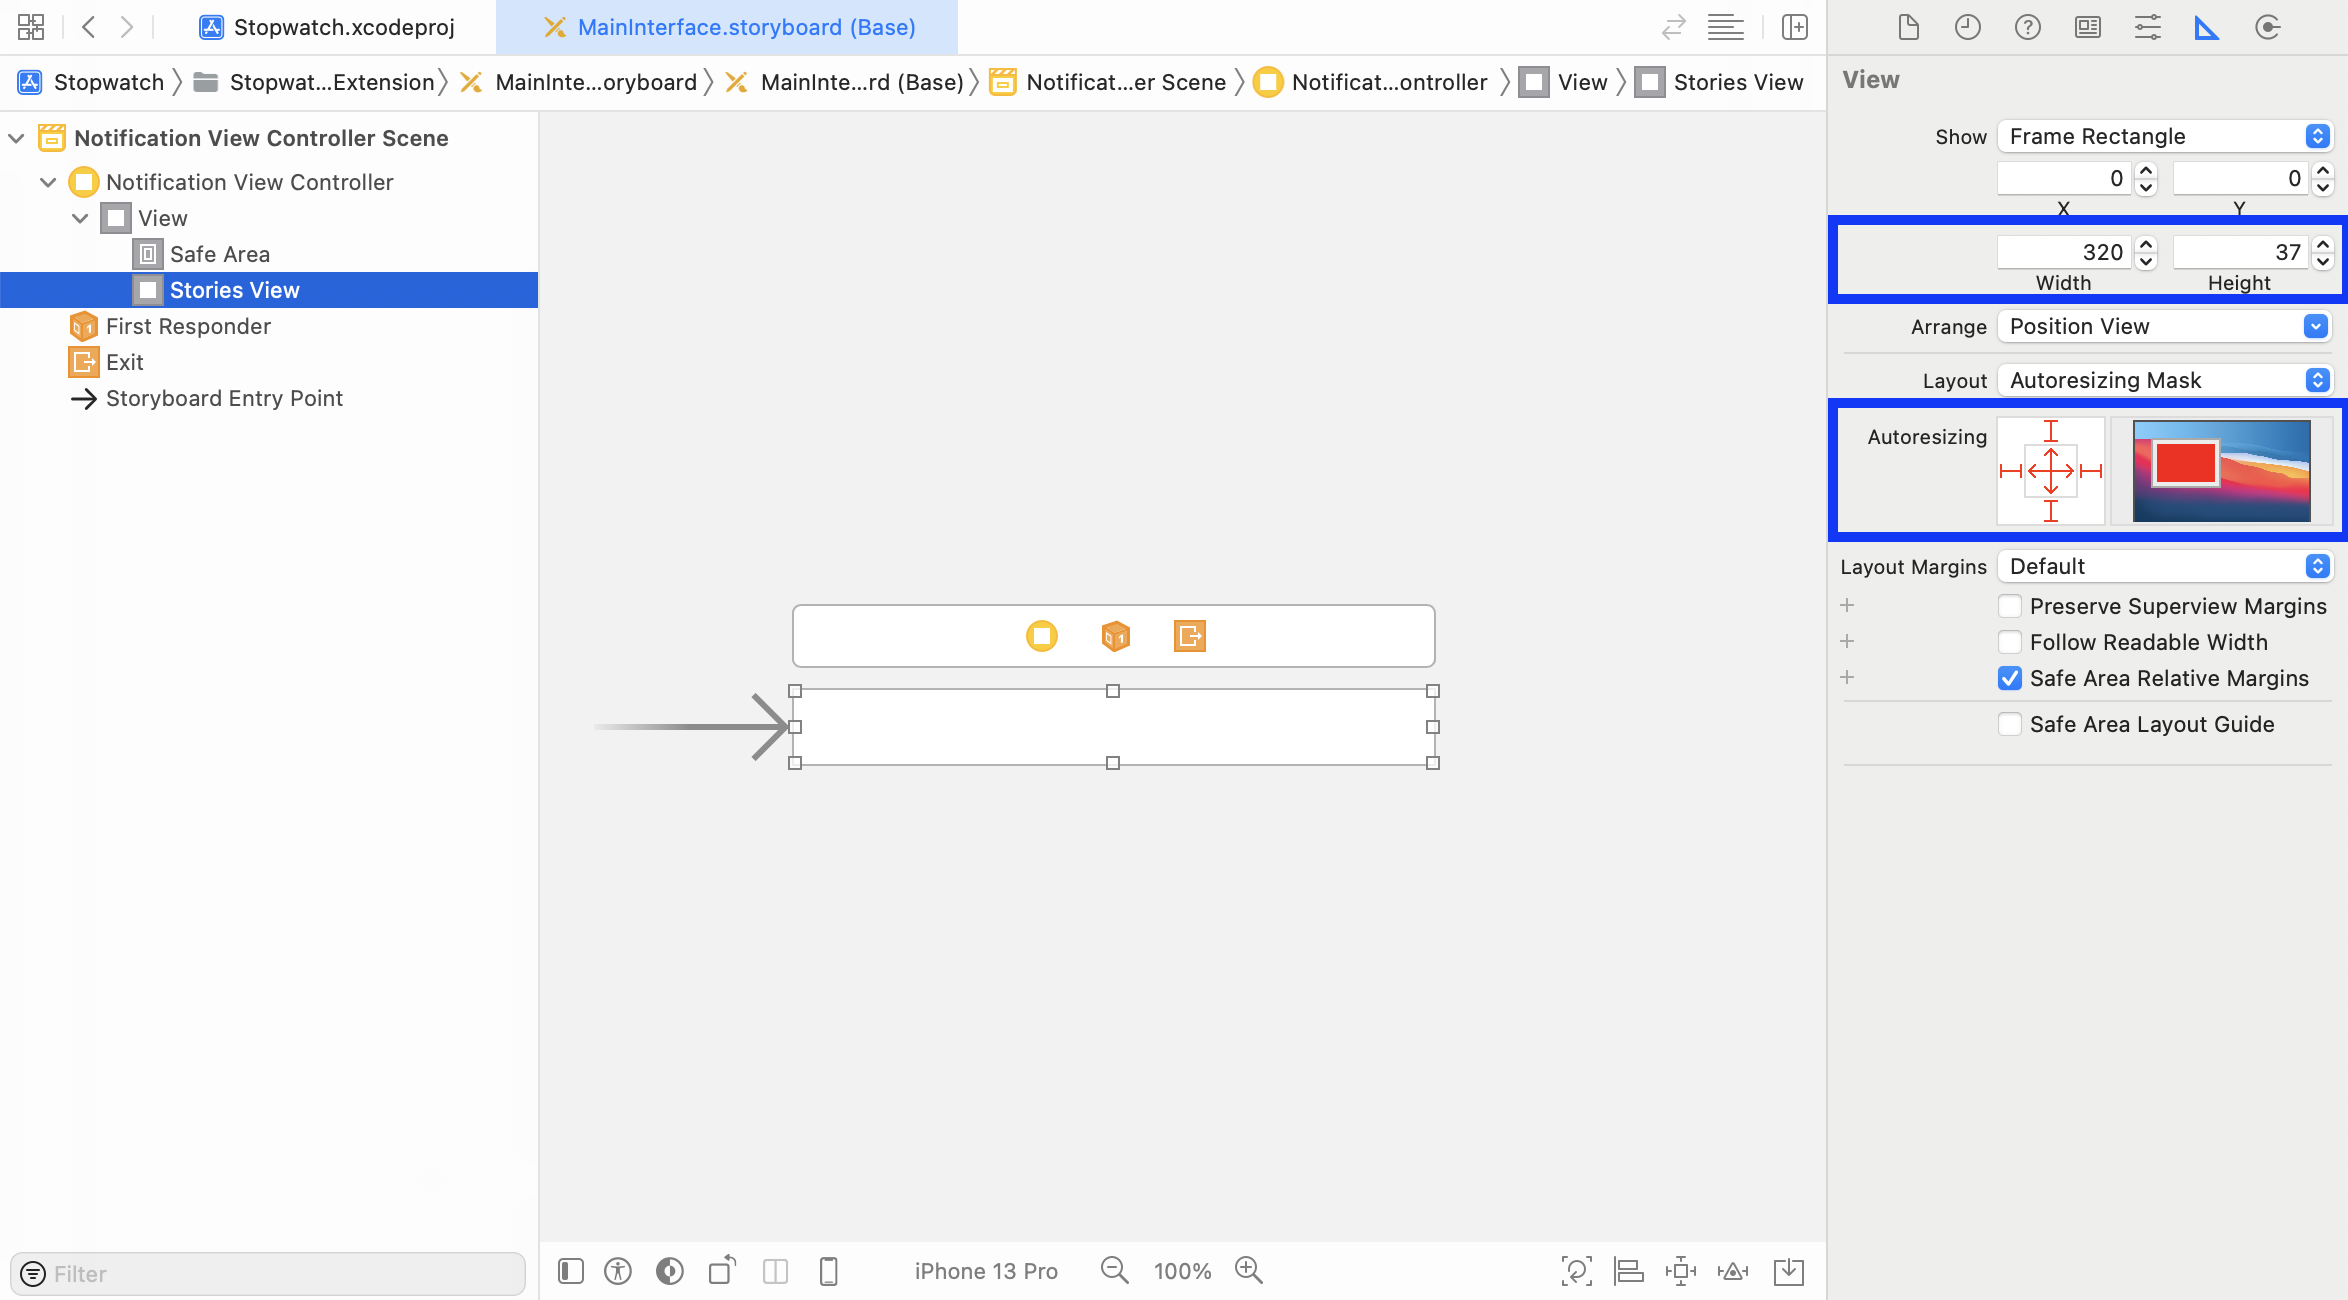 Stopwatch.xcodeproj
MainInterface.storyboard (Base)
Stopwatch
Stopwat...Extension
MainInte...oryboard
MainInte...rd (Base)
Notificat...er Scene
Notificat...ontroller
View
Stories View
Notification View Controller Scene
Notification View Controller
View
Safe Area
Stories View
First Responder
Exit
Storyboard Entry Point
Filter
iPhone 13 Pro
100%
View
Show Frame Rectangle
0 0
X Y
320 37
Width Height
Arrange Position View
Layout Autoresizing Mask
Autoresizing
Layout Margins Default
Preserve Superview Margins
Follow Readable Width
Safe Area Relative Margins
Safe Area Layout Guide